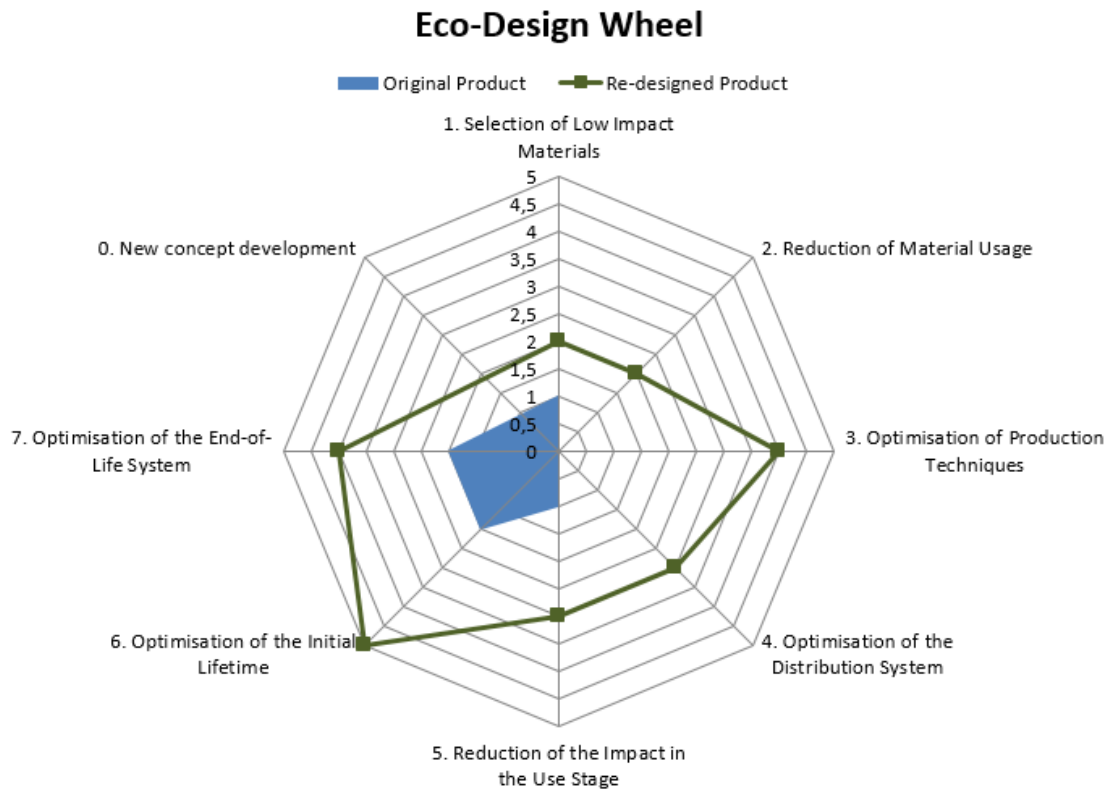 Eco-Design Wheel
Original Product
Re-designed Product
1. Selection of Low Impact
Materials
5
4,5
4
3,5
3
2,5
2
1,5
1
0,5
0
0. New concept development
2. Reduction of Material Usage
7. Optimisation of the End-of-
Life System
3. Optimisation of Production
Techniques
6. Optimisation of the Initial
Lifetime
4. Optimisation of the
Distribution System
5. Reduction of the Impact in
the Use Stage